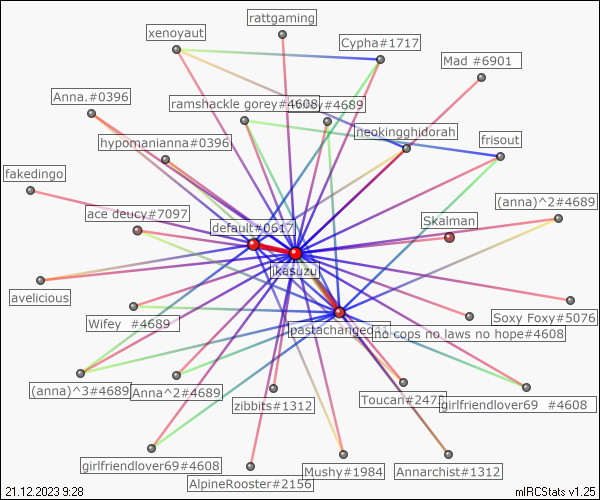 rattgaming
xenoyaut
Cypha#1717
Mad #6901
Anna.#0396
ramshackle gorey#4608
#4689
neokingghidorah
hypomanianna#0396
frisout
fakedingo
(anna)^2#4689
ace deucy#7097
default#0617
Skalman
ikasuzu
avelicious
Soxy Foxy#5076
Wifey #4689
no cops no laws no hope#4608
(anna)^3#4689
Anna^2#4689
zibbits#1312
Toucan#247
girlfriendlover69 #4608
girlfriendlover69#4608
AlpineRooster#2156
Mushy#1984
Annarchist#1312
21.12.2023 9:28
mIRCStats v1.25